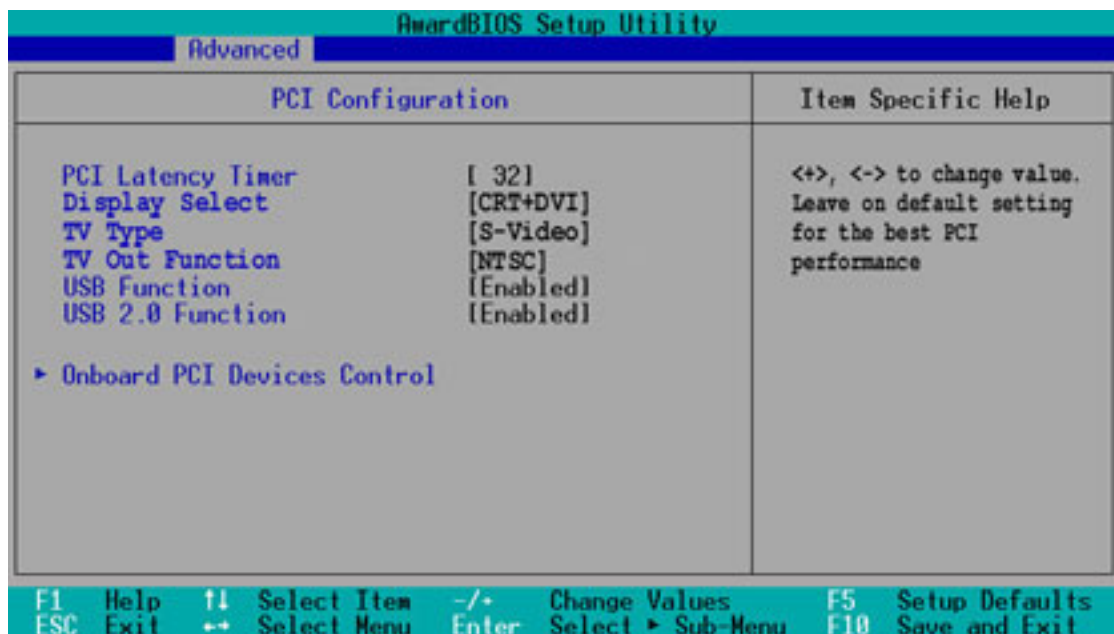 AwardBIOS Setup Utility
Advanced
PCI Configuration
Item Specific Help
PCI Latency Timer [ 32]
Display Select [CRT+DVI]
TV Type [S-Video]
TV Out Function [NTSC]
USB Function [Enabled]
USB 2.0 Function [Enabled]
▸ Onboard PCI Devices Control
<+>, <-> to change value.
Leave on default setting
for the best PCI
performance
F1 Help ↑↓ Select Item -/+ Change Values F5 Setup Defaults
ESC Exit ←→ Select Menu Enter Select ▸ Sub-Menu F10 Save and Exit